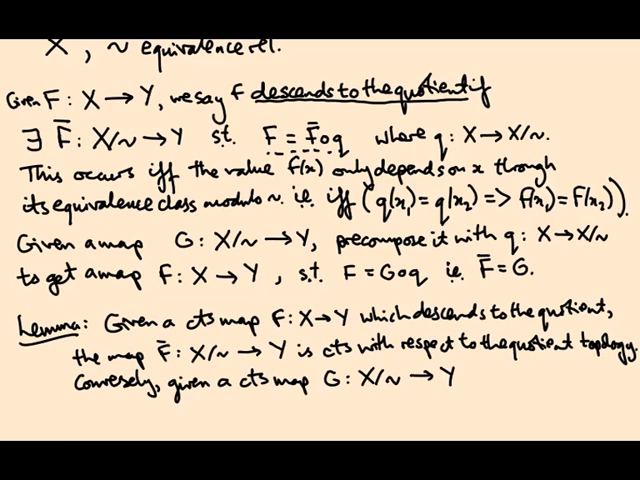 X , ~ equivalence rel.
Given F : X → Y, we say F descends to the quotient if
∃ F̄ : X/~ → Y s.t. F = F̄∘q where q : X → X/~.
This occurs iff the value F(x) only depends on x through
its equivalence class modulo ~ i.e. iff (q(x₁) = q(x₂) => F(x₁) = F(x₂)).
Given a map G : X/~ → Y, precompose it with q : X → X/~
to get a map F : X → Y , s.t. F = G∘q i.e. F̄ = G.
Lemma: Given a cts map F : X → Y which descends to the quotient,
the map F̄ : X/~ → Y is cts with respect to the quotient topology.
Conversely, given a cts map G : X/~ → Y